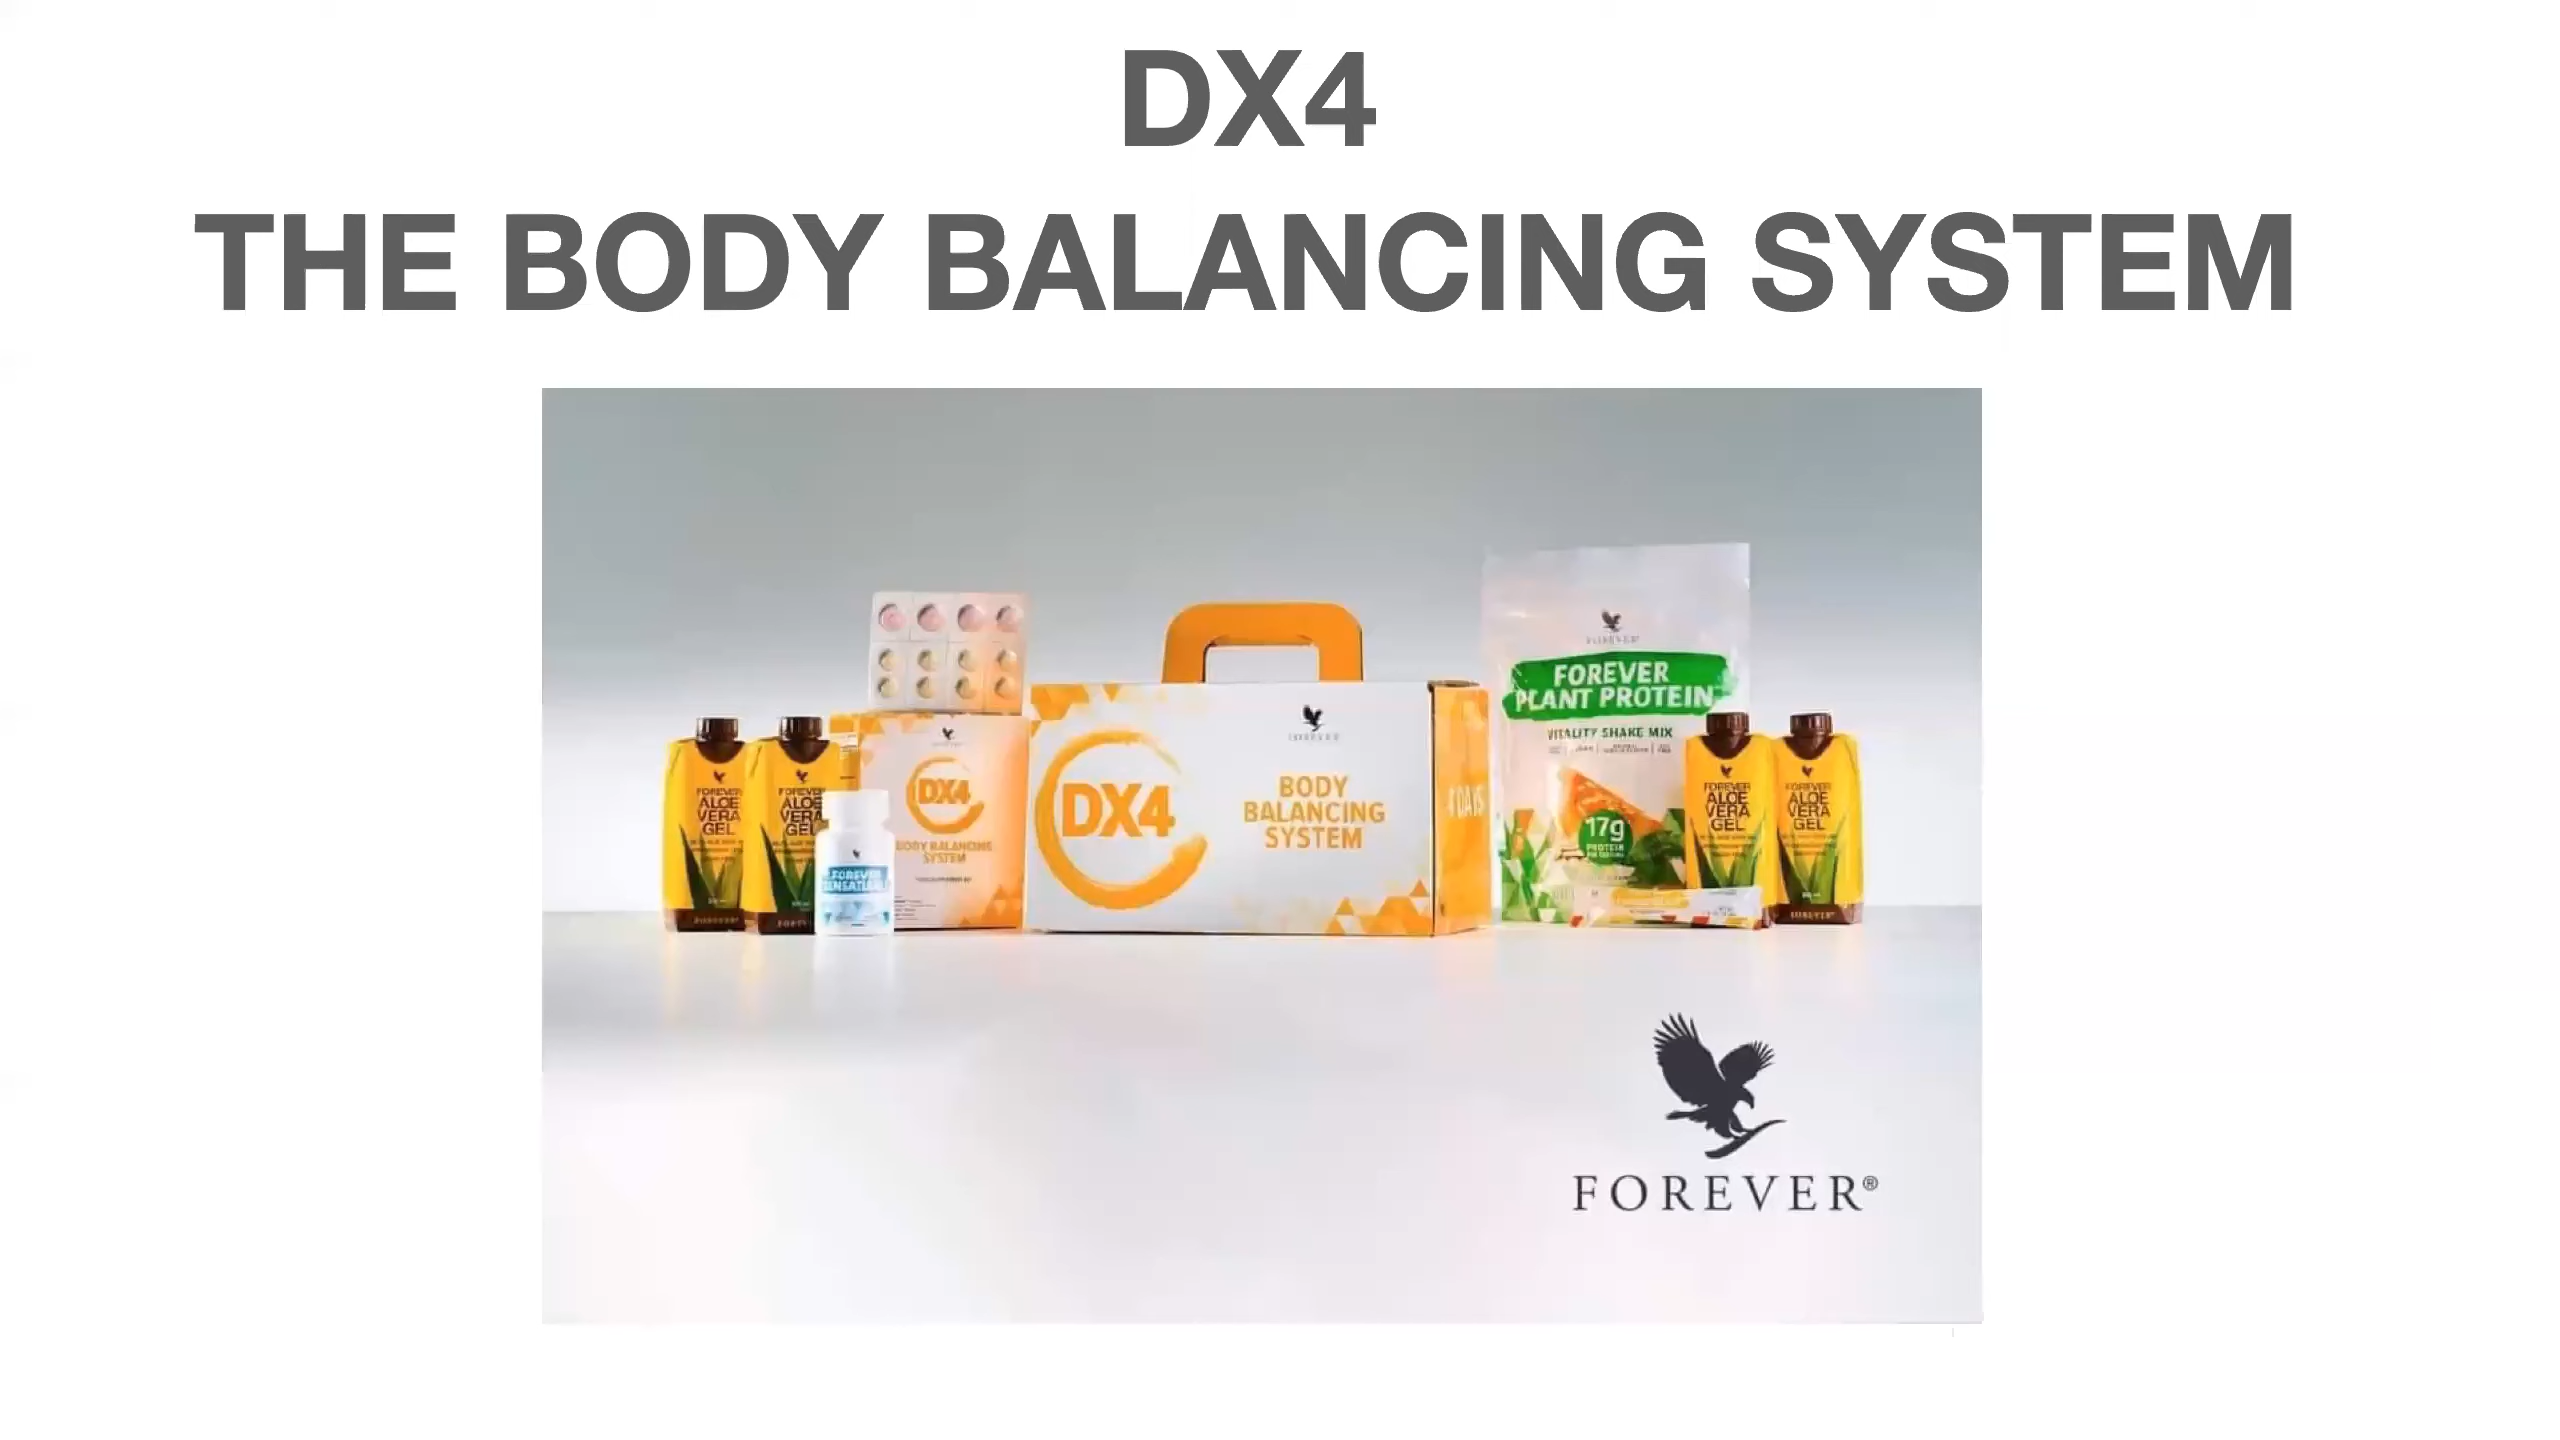 DX4
THE BODY BALANCING SYSTEM
FOREVER
ALOE
VERA
GEL
FOREVER
FOREVER
ALOE
VERA
GEL
FOREVER
DX4
BODY BALANCING
SYSTEM
DX4
BODY
BALANCING
SYSTEM
FOREVER
PLANT PROTEIN
VITALITY SHAKE MIX
17g
PROTEIN
FOREVER
ALOE
VERA
GEL
FOREVER
ALOE
VERA
GEL
FOREVER
FOREVER®